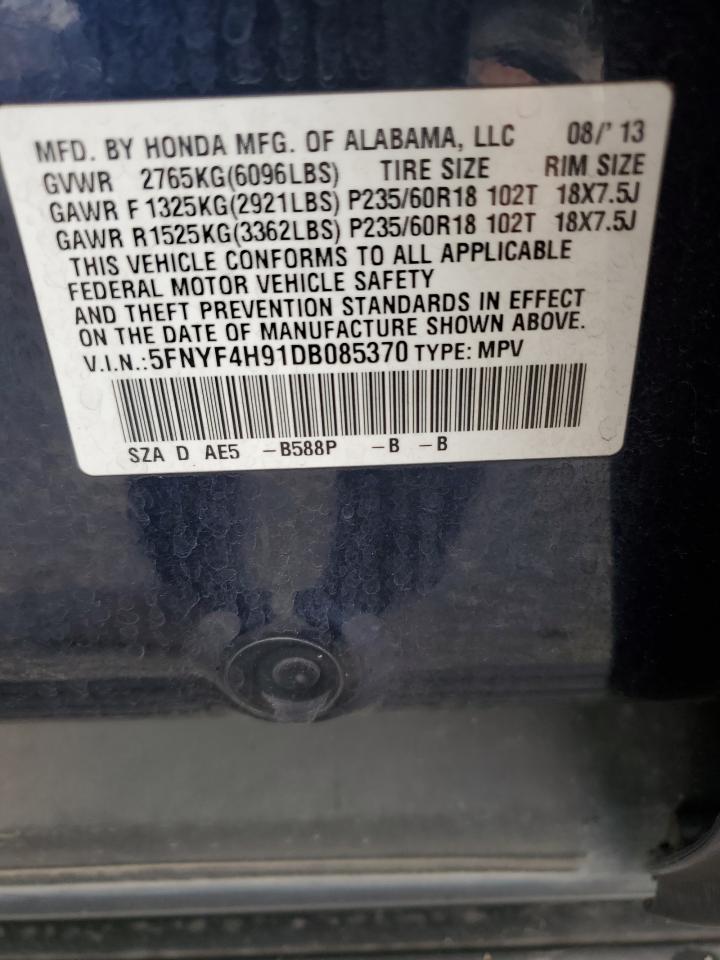 MFD. BY HONDA MFG. OF ALABAMA, LLC 08/'13
GVWR 2765KG(6096LBS) TIRE SIZE RIM SIZE
GAWR F 1325KG(2921LBS) P235/60R18 102T 18X7.5J
GAWR R1525KG(3362LBS) P235/60R18 102T 18X7.5J
THIS VEHICLE CONFORMS TO ALL APPLICABLE
FEDERAL MOTOR VEHICLE SAFETY
AND THEFT PREVENTION STANDARDS IN EFFECT
ON THE DATE OF MANUFACTURE SHOWN ABOVE.
V.I.N.:5FNYF4H91DB085370 TYPE: MPV
SZA D AE5 -B588P -B -B